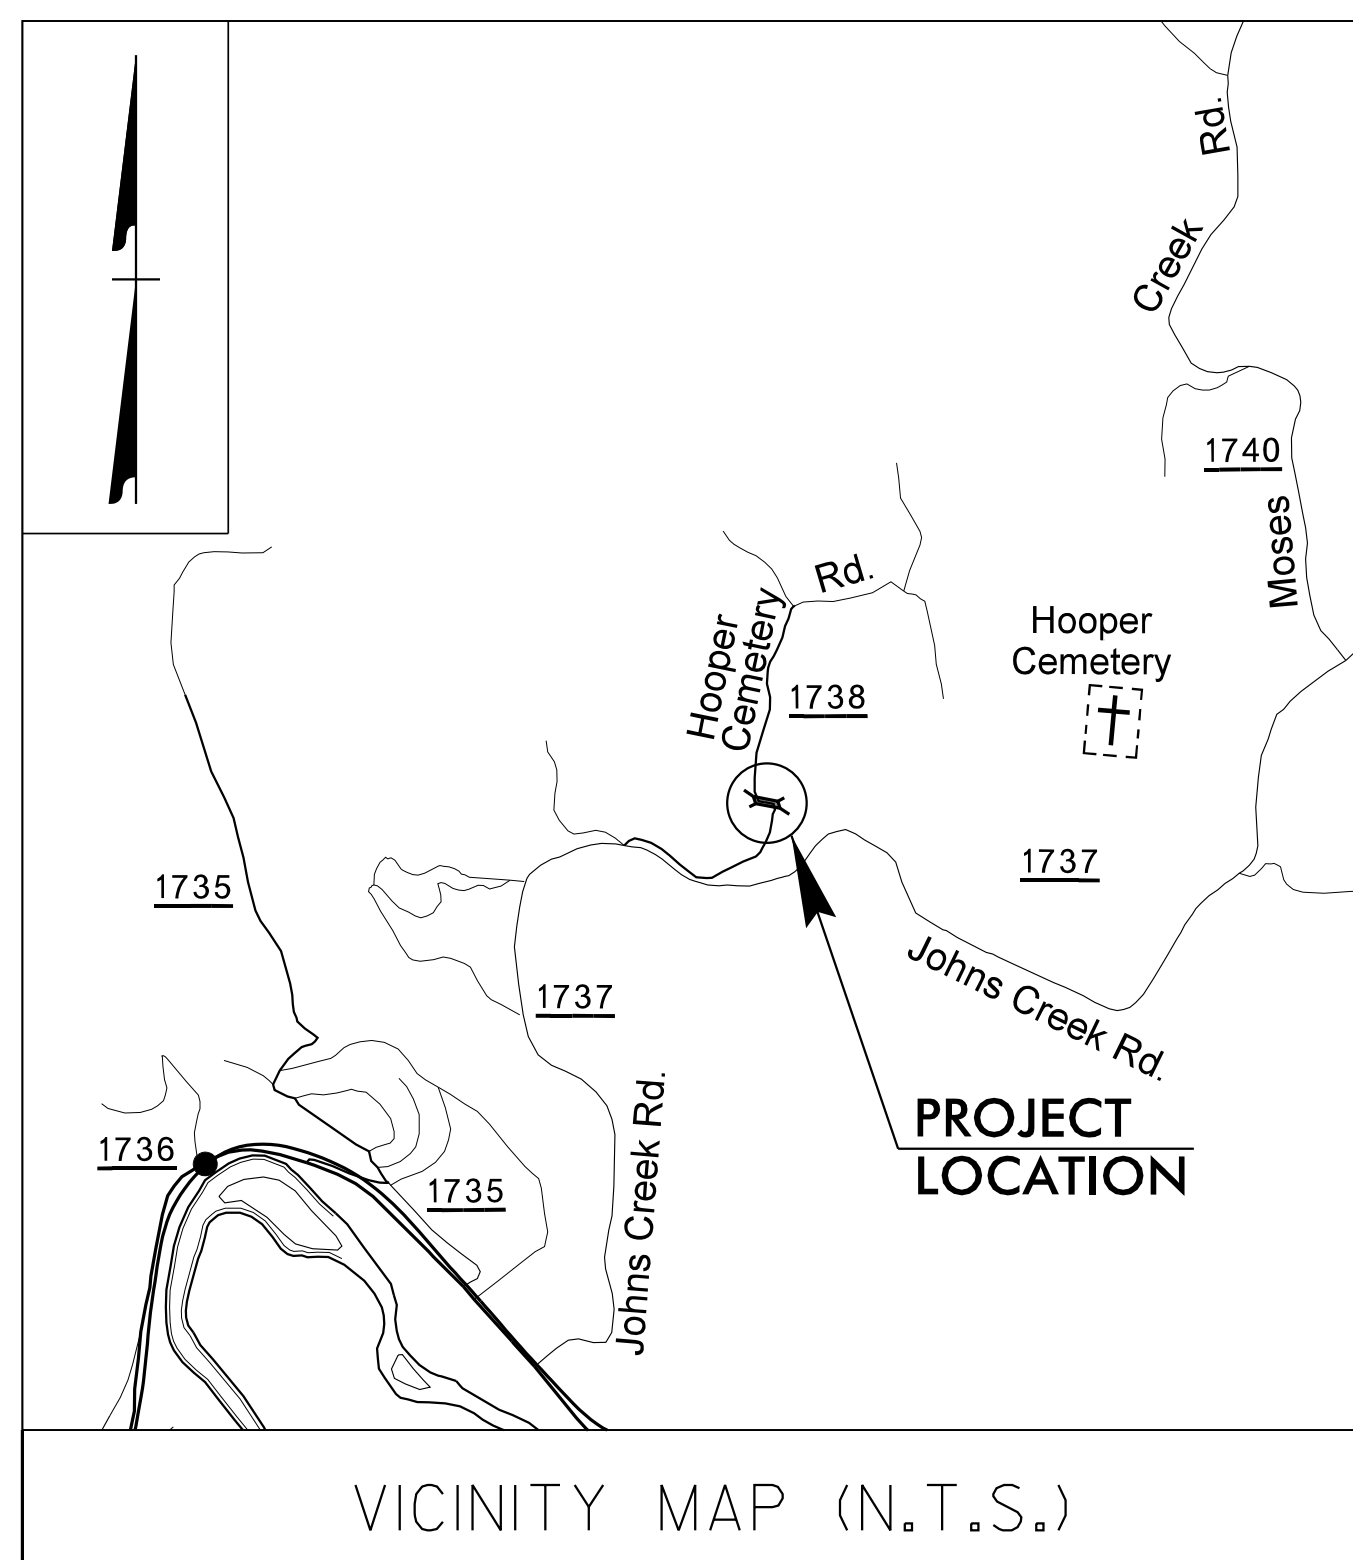 Rd.
Creek
1740
Moses
Rd.
Hooper
Cemetery
Hooper
Cemetery
1738
1737
1735
Johns Creek Rd.
1737
Johns Creek Rd.
PROJECT
LOCATION
1736
1735
VICINITY MAP (N.T.S.)